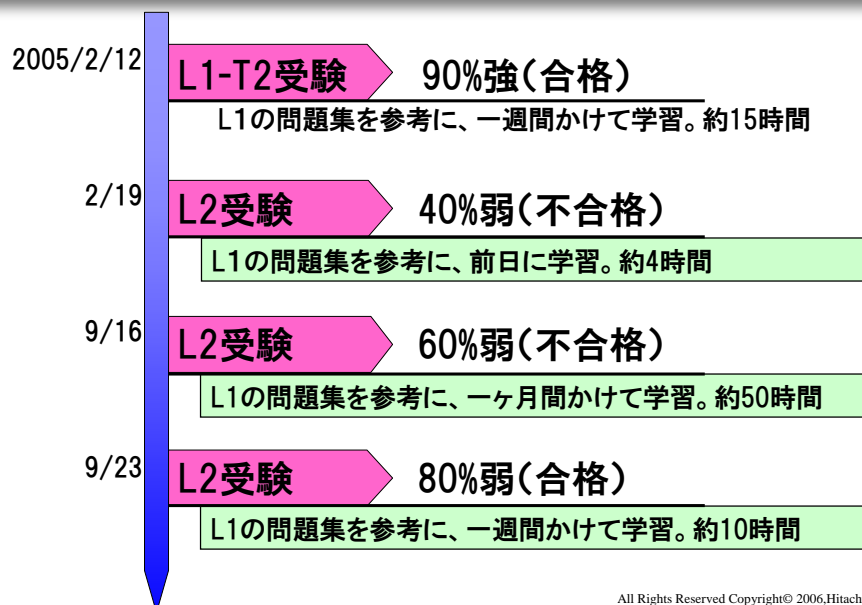 2005/2/12
L1-T2受験 90%強(合格)
L1の問題集を参考に、一週間かけて学習。約15時間
2/19
L2受験 40%弱(不合格)
L1の問題集を参考に、前日に学習。約4時間
9/16
L2受験 60%弱(不合格)
L1の問題集を参考に、一ヶ月間かけて学習。約50時間
9/23
L2受験 80%弱(合格)
L1の問題集を参考に、一週間かけて学習。約10時間
All Rights Reserved Copyright© 2006,Hitach